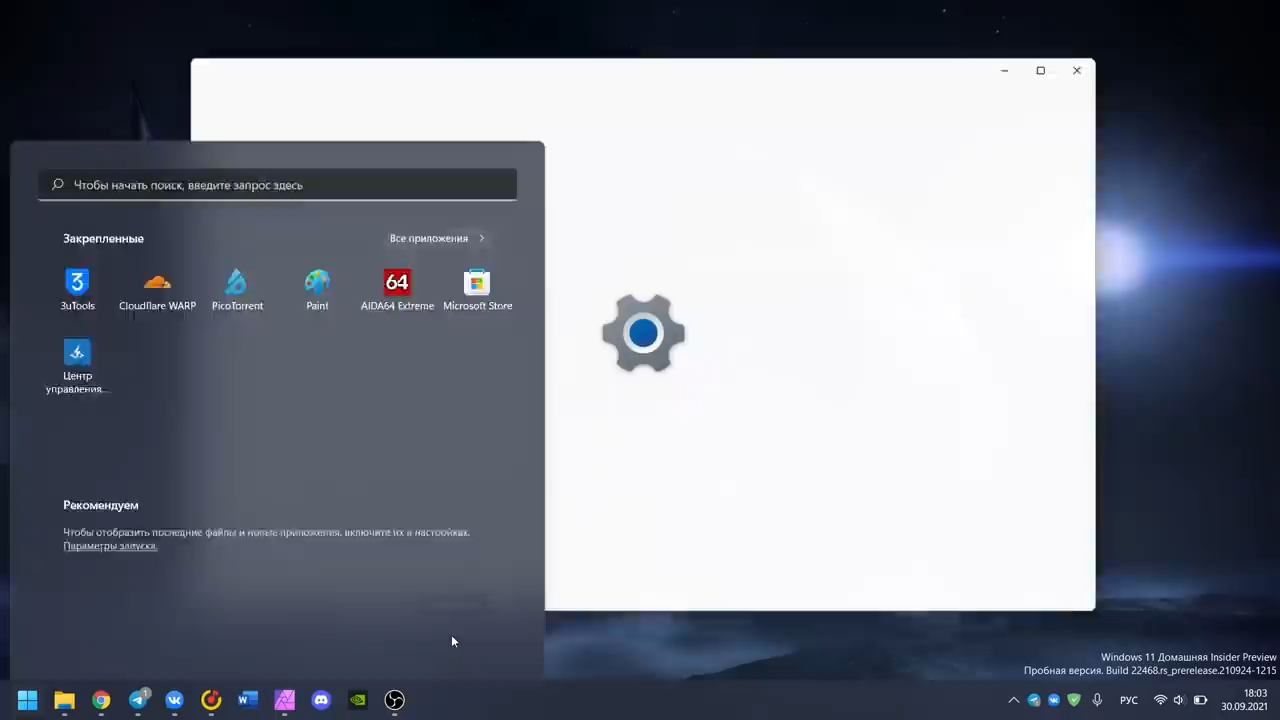 Чтобы начать поиск, введите запрос здесь
Закрепленные
Все приложения
3
64
3uTools
Cloudflare WARP
PicoTorrent
Paint
AIDA64 Extreme
Microsoft Store
Центр
управления...
Рекомендуем
Чтобы отобразить последние файлы и новые приложения, включите их в настройках.
Параметры запуска.
Windows 11 Домашняя Insider Preview
Пробная версия. Build 22468.rs_prerelease.210924-1215
1
W
РУС
18:03
30.09.2021